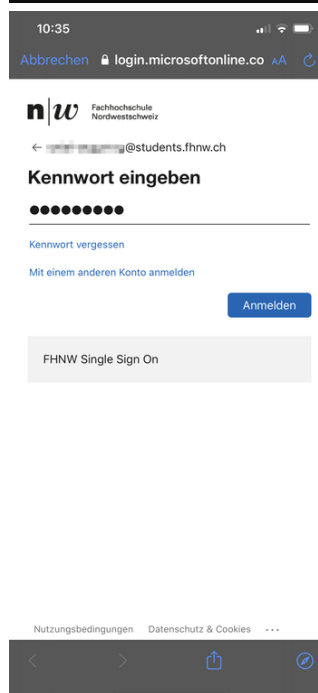 10:35
Abbrechen login.microsoftonline.co AA
n|w Fachhochschule
Nordwestschweiz
@students.fhnw.ch
Kennwort eingeben
Kennwort vergessen
Mit einem anderen Konto anmelden
Anmelden
FHNW Single Sign On
Nutzungsbedingungen Datenschutz & Cookies ...